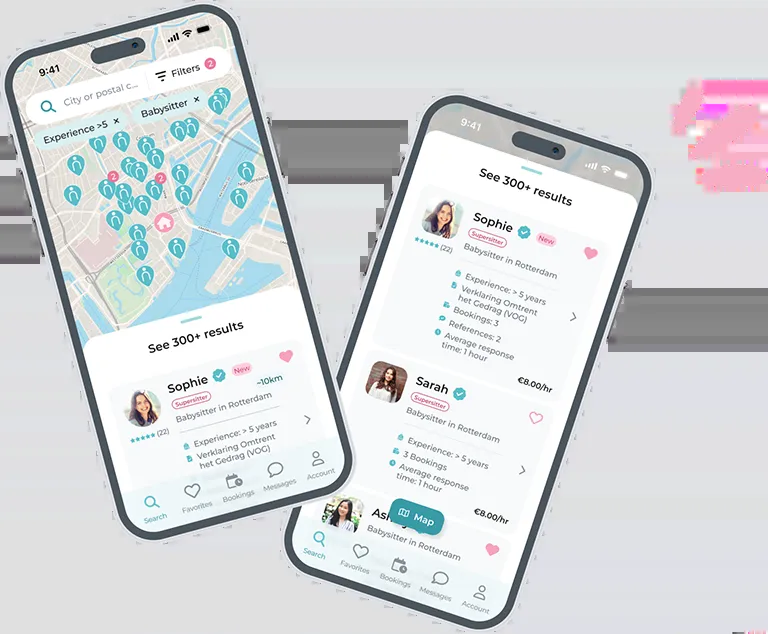 9:41
City or postal c...
Filters 2
Experience >5 ×
Babysitter ×
2
2
See 300+ results
Sophie
New
Supersitter
~10km
Babysitter in Rotterdam
(22)
Experience: > 5 years
Verklaring Omtrent
het Gedrag (VOG)
Search
Favorites
Bookings
Messages
Account
9:41
See 300+ results
Sophie
New
Supersitter
(22)
Babysitter in Rotterdam
Experience: > 5 years
Verklaring Omtrent
het Gedrag (VOG)
Bookings: 3
References: 2
Average response
time: 1 hour
€8.00/hr
Sarah
Supersitter
Babysitter in Rotterdam
Experience: > 5 years
3 Bookings
Average response
time: 1 hour
€8.00/hr
Map
Babysitter in Rotterdam
Search
Favorites
Bookings
Messages
Account